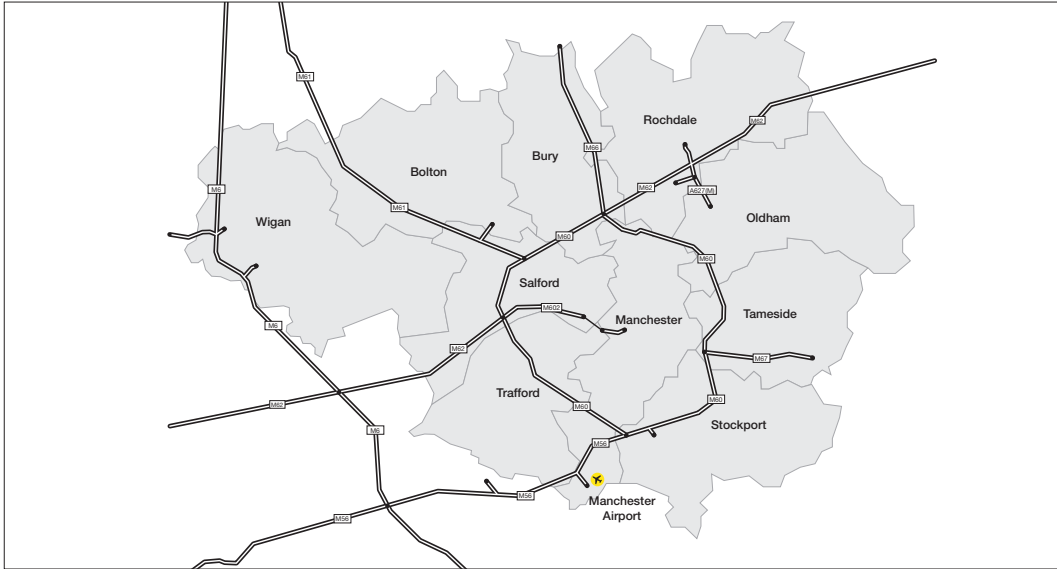 M61
Rochdale
M62
Bury
M66
Bolton
M62
M6
A627(M)
M61
Wigan
Oldham
M60
M60
Salford
M602
Manchester
Tameside
M6
M62
M67
Trafford
M60
M60
M62
Stockport
M6
M56
M56
Manchester
Airport
M56